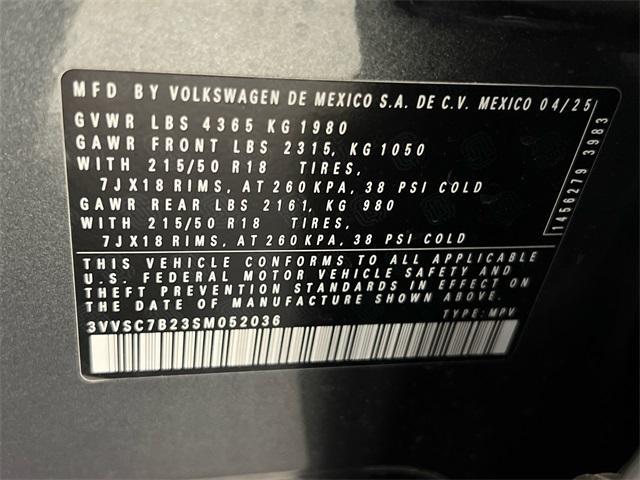 MFD BY VOLKSWAGEN DE MEXICO S.A. DE C.V. MEXICO 04/25
GVWR LBS 4365 KG 1980
GAWR FRONT LBS 2315, KG 1050
WITH 215/50 R18 TIRES,
7JX18 RIMS, AT 260 KPA, 38 PSI COLD
GAWR REAR LBS 2161, KG 980
WITH 215/50 R18 TIRES,
7JX18 RIMS, AT 260 KPA, 38 PSI COLD
THIS VEHICLE CONFORMS TO ALL APPLICABLE
U.S. FEDERAL MOTOR VEHICLE SAFETY AND
THEFT PREVENTION STANDARDS IN EFFECT ON
THE DATE OF MANUFACTURE SHOWN ABOVE.
3VVSC7B23SM052036
TYPE: MPV
1456279 3983